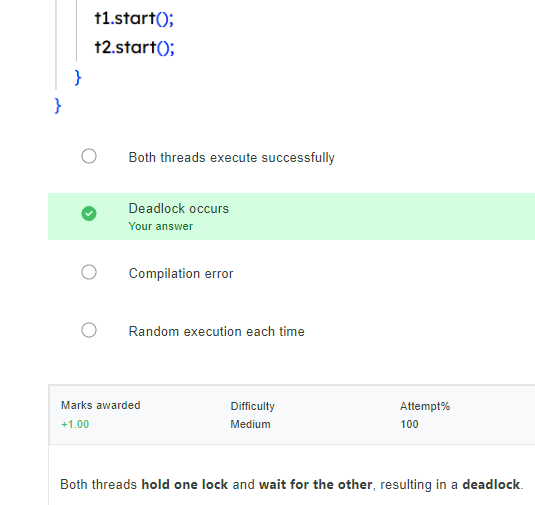 t1.start();
t2.start();
}
}
Both threads execute successfully
Deadlock occurs
Your answer
Compilation error
Random execution each time
Marks awarded Difficulty Attempt%
+1.00 Medium 100
Both threads hold one lock and wait for the other, resulting in a deadlock.